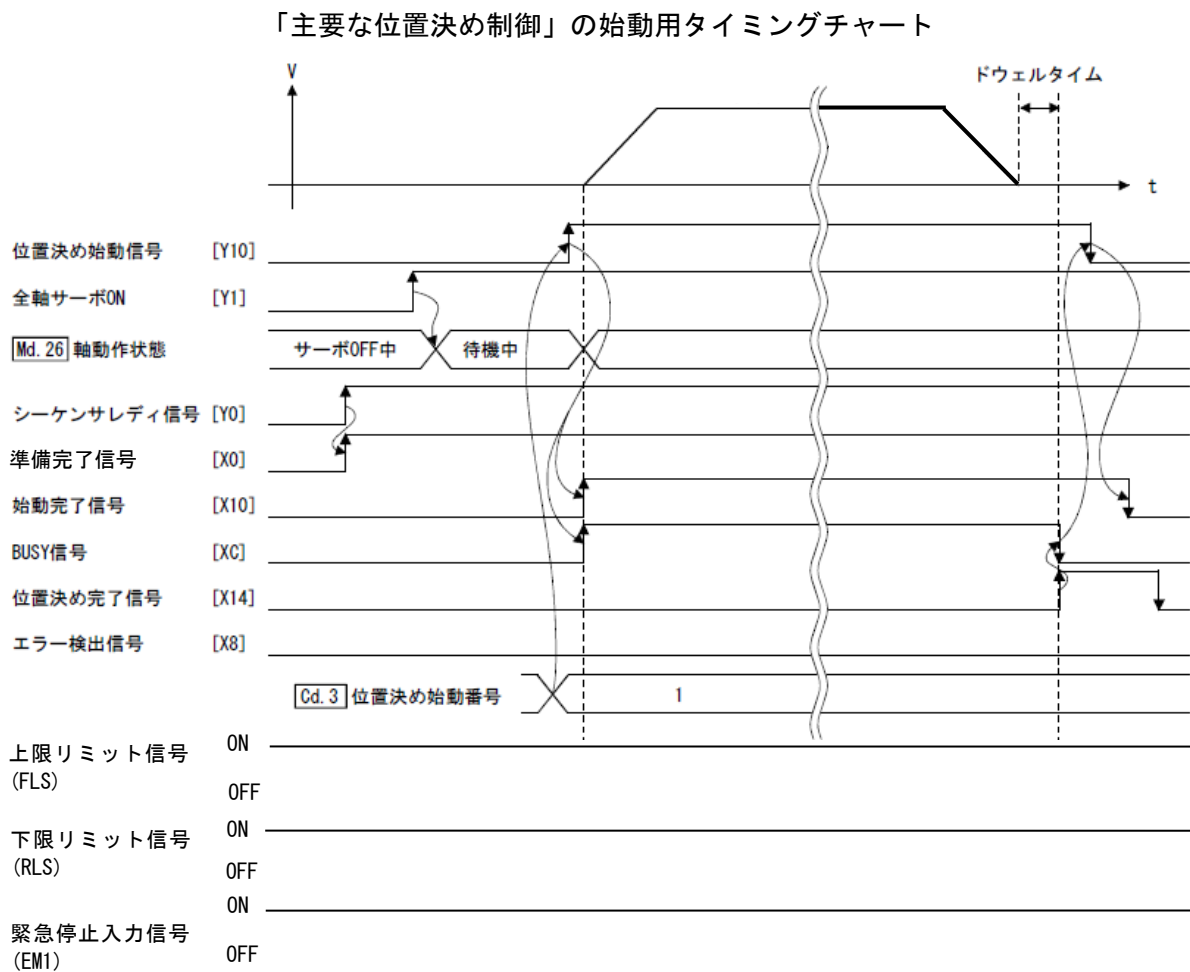 「主要な位置決め制御」の始動用タイミングチャート
V
ドウェルタイム
t
位置決め始動信号 [Y10]
全軸サーボON [Y1]
Md. 26 軸動作状態 サーボOFF中 待機中
シーケンサレディ信号 [Y0]
準備完了信号 [X0]
始動完了信号 [X10]
BUSY信号 [XC]
位置決め完了信号 [X14]
エラー検出信号 [X8]
Cd. 3 位置決め始動番号 1
上限リミット信号 ON
(FLS)
OFF
下限リミット信号 ON
(RLS) OFF
ON
緊急停止入力信号
(EM1) OFF